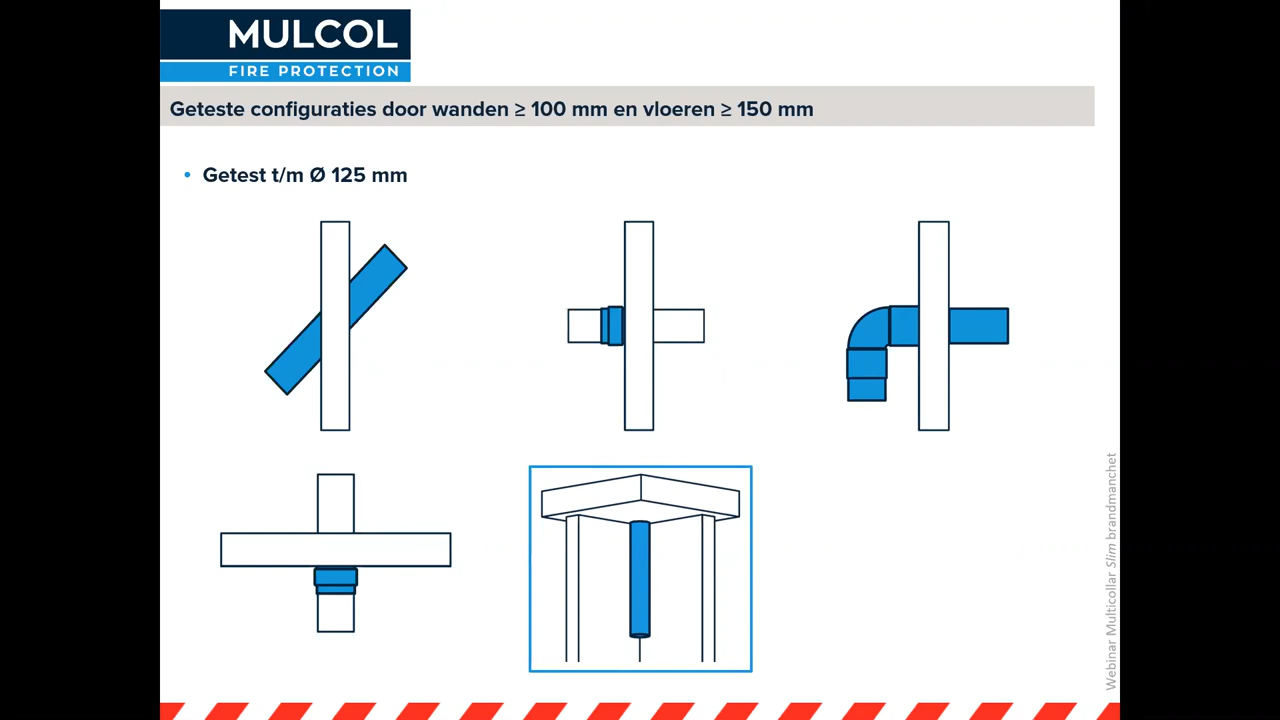 MULCOL
FIRE PROTECTION
Geteste configuraties door wanden ≥ 100 mm en vloeren ≥ 150 mm
• Getest t/m Ø 125 mm
Webinar Multicollar Slim brandmanchet